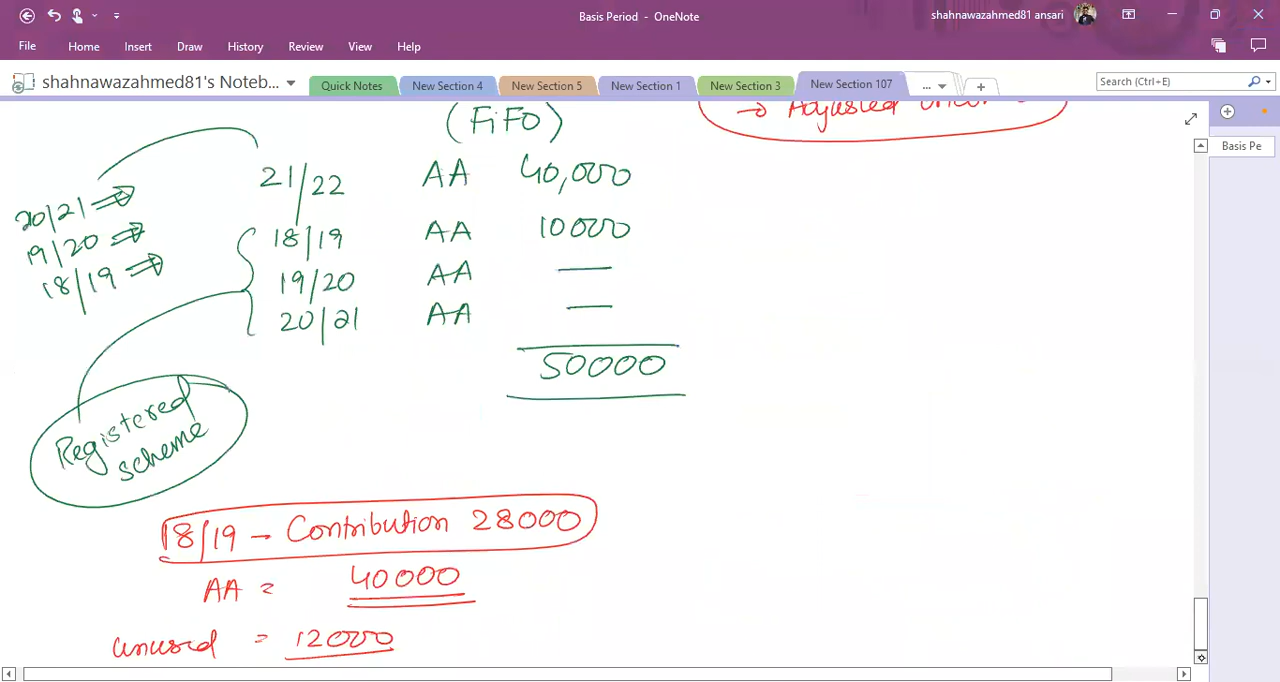 Basis Period - OneNote
shahnawazahmed81 ansari
File Home Insert Draw History Review View Help
shahnawazahmed81's Noteb...
Quick Notes New Section 4 New Section 5 New Section 1 New Section 3 New Section 107 ... +
Search (Ctrl+E)
Basis Pe
→ Adjusted
(FiFO)
21/22 AA 40,000
18/19 AA 10000
19/20 AA —
20/21 AA —
50000
20/21 ⇒
19/20 ⇒
18/19 ⇒
Registered
scheme
18/19 - Contribution 28000
AA = 40000
unused = 12000